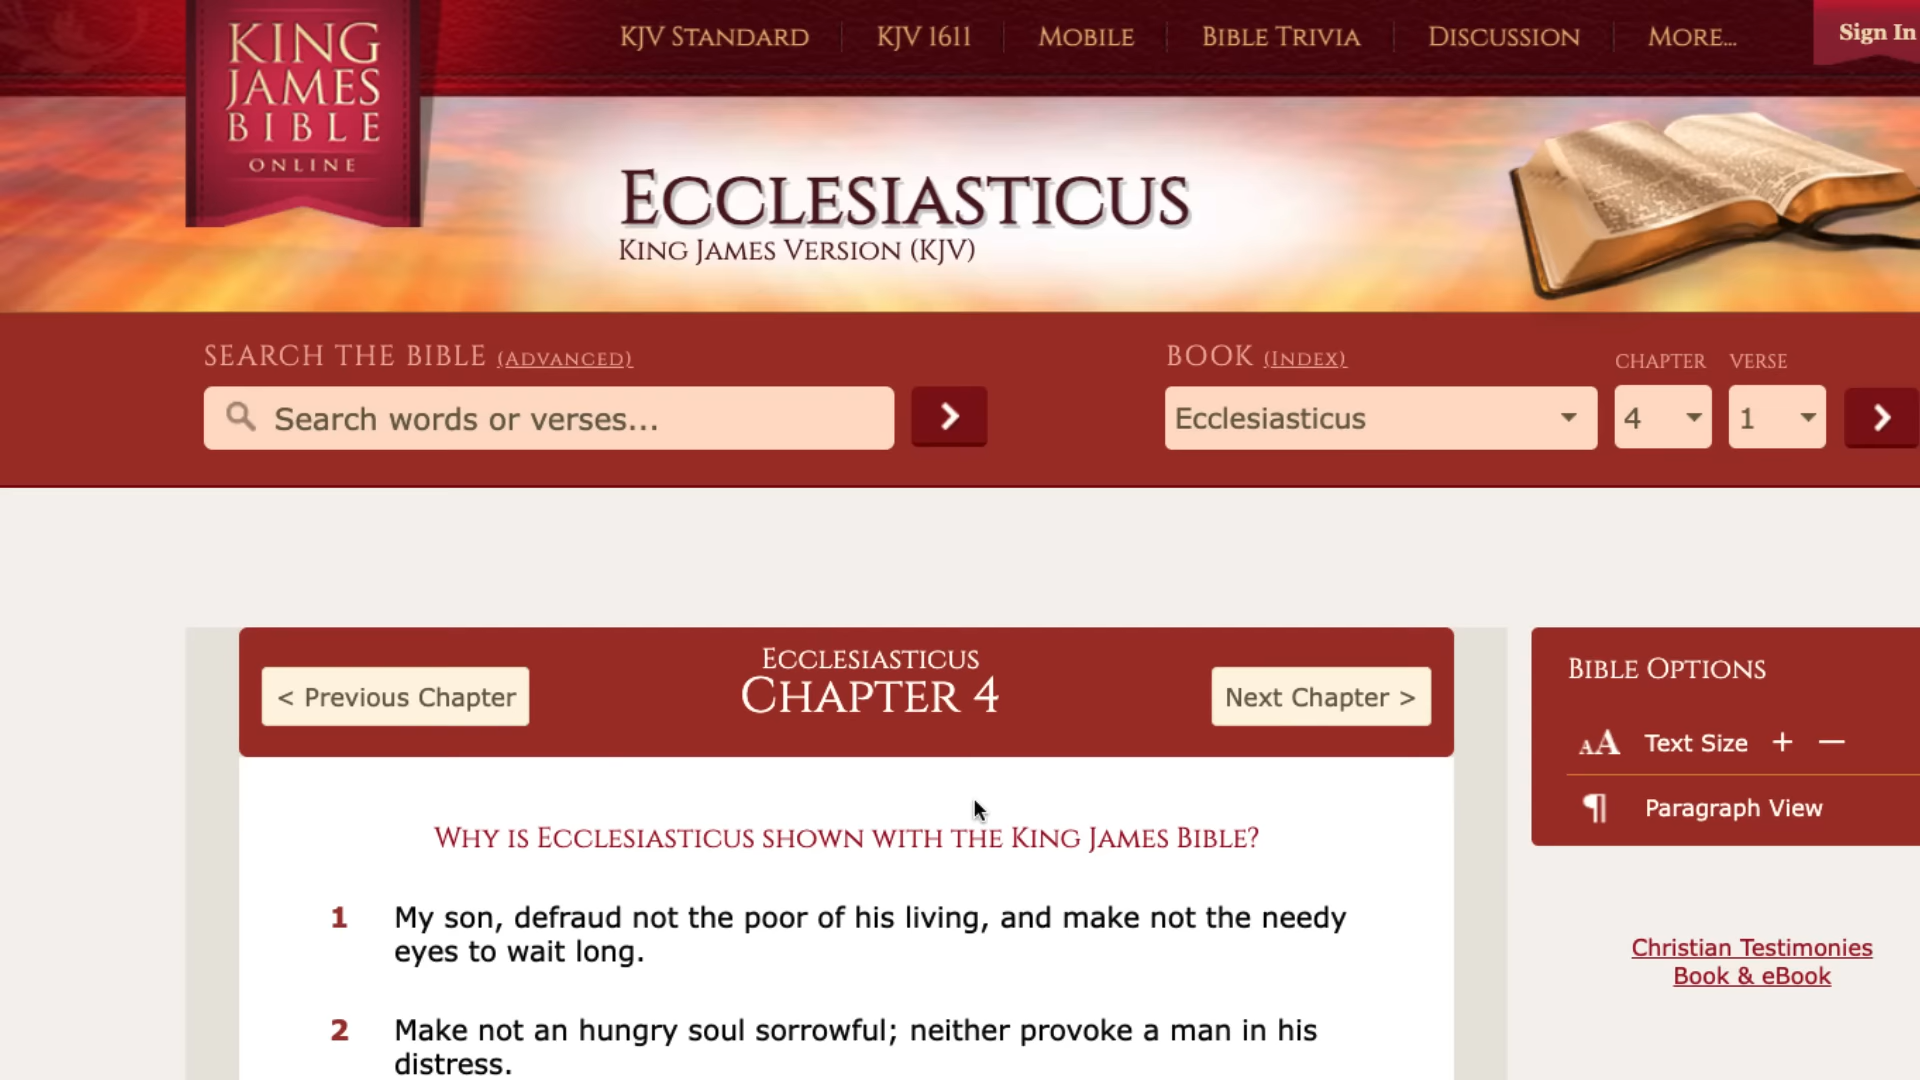 KING
JAMES
BIBLE
ONLINE
KJV STANDARD
KJV 1611
MOBILE
BIBLE TRIVIA
DISCUSSION
MORE...
Sign In
ECCLESIASTICUS
KING JAMES VERSION (KJV)
SEARCH THE BIBLE (ADVANCED)
Search words or verses...
BOOK (INDEX)
CHAPTER
VERSE
Ecclesiasticus
4
1
< Previous Chapter
ECCLESIASTICUS
CHAPTER 4
Next Chapter >
BIBLE OPTIONS
AA Text Size + —
¶ Paragraph View
WHY IS ECCLESIASTICUS SHOWN WITH THE KING JAMES BIBLE?
1 My son, defraud not the poor of his living, and make not the needy
eyes to wait long.
2 Make not an hungry soul sorrowful; neither provoke a man in his
distress.
Christian Testimonies
Book & eBook